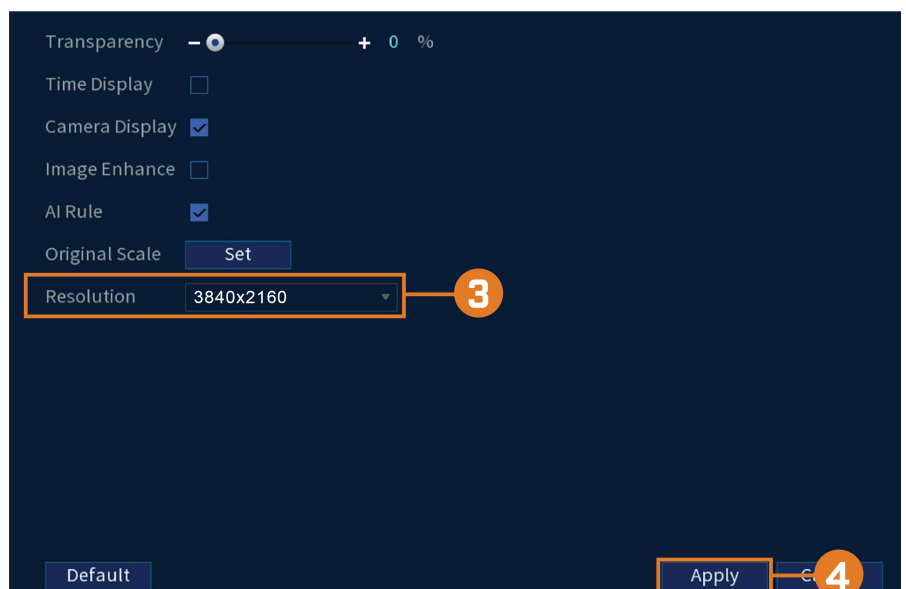 Transparency - + 0 %
Time Display
Camera Display
Image Enhance
AI Rule
Original Scale Set
Resolution 3840x2160 3
Default Apply 4